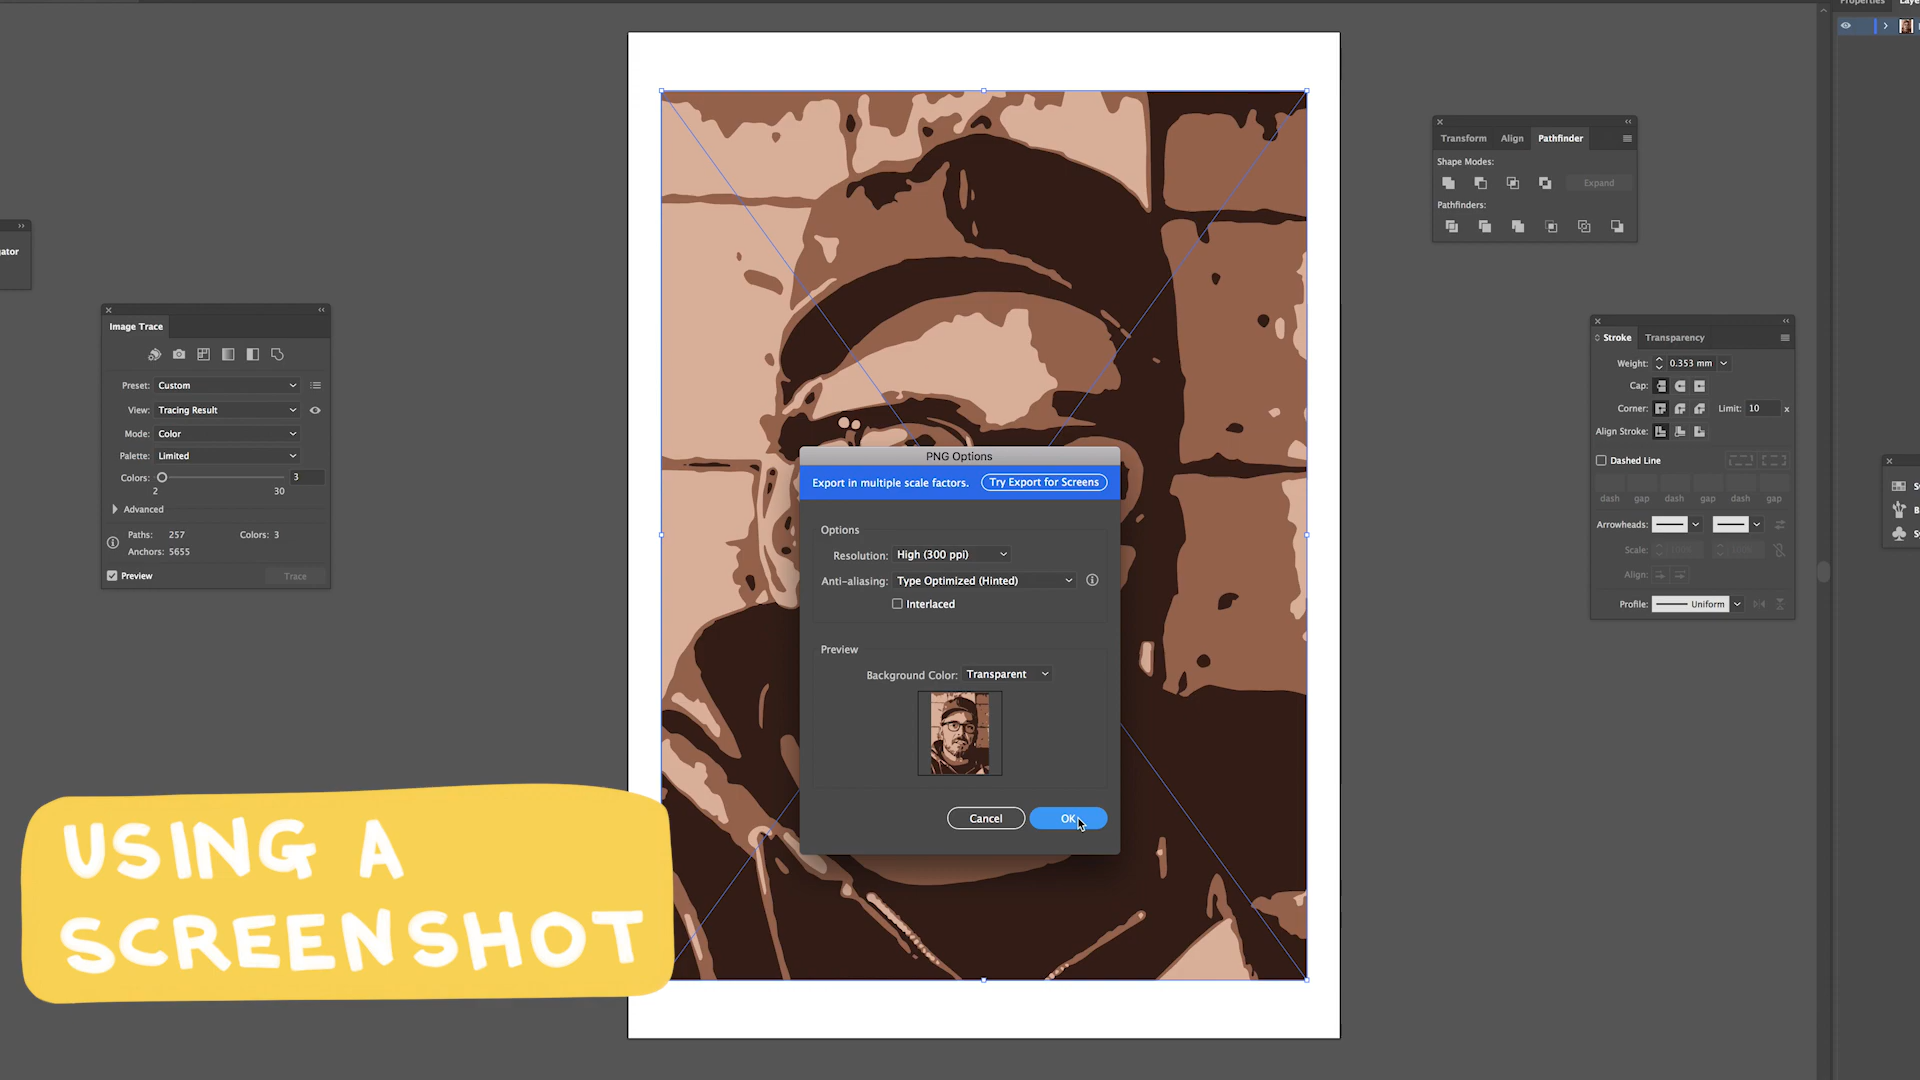 Properties
Transform Align Pathfinder
Shape Modes:
Expand
Pathfinders:
Image Trace
Preset: Custom
View: Tracing Result
Mode: Color
Palette: Limited
Colors: 3
2 30
Advanced
Paths: 257 Colors: 3
Anchors: 5655
Preview Trace
PNG Options
Export in multiple scale factors. Try Export for Screens
Options
Resolution: High (300 ppi)
Anti-aliasing: Type Optimized (Hinted)
Interlaced
Preview
Background Color: Transparent
Cancel OK
Stroke Transparency
Weight: 0.353 mm
Cap:
Corner: Limit: 10 x
Align Stroke:
Dashed Line
dash gap dash gap dash gap
Arrowheads:
Scale: 100% 100%
Align:
Profile: Uniform
USING A
SCREENSHOT